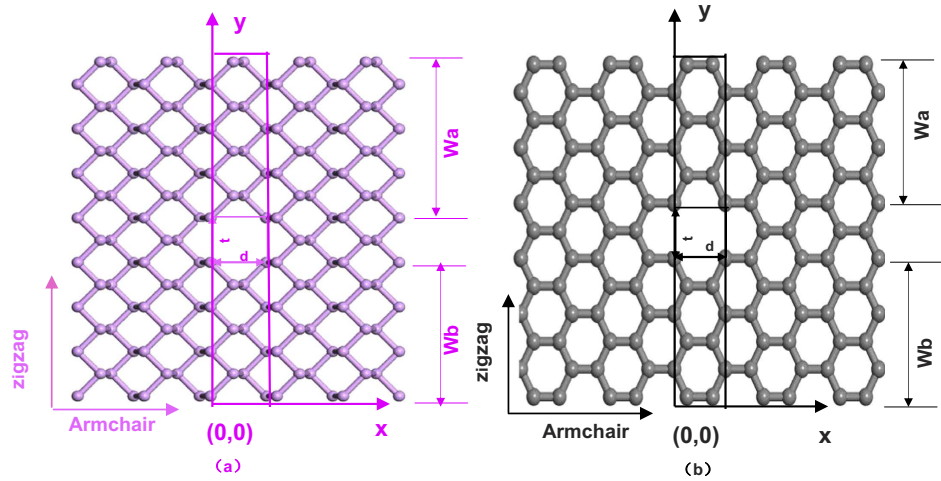 y
Wa
t
d
Wb
zigzag
Armchair
(0,0)
x
（a）
y
Wa
t
d
Wb
zigzag
Armchair
(0,0)
x
（b）